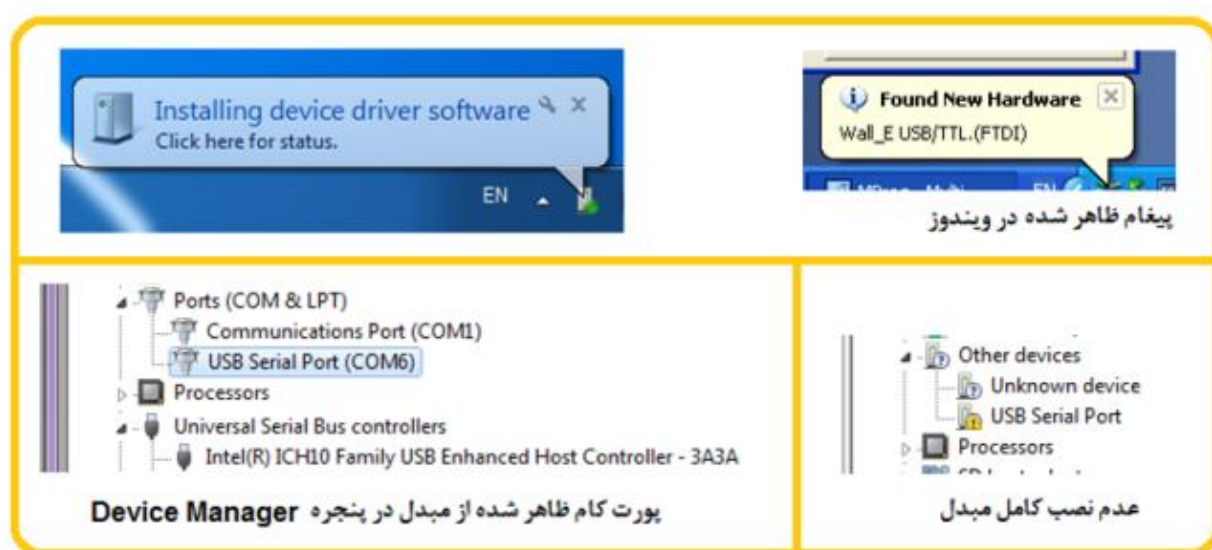 Installing device driver software
Click here for status.
EN
Found New Hardware
Wall_E USB/TTL.(FTDI)
EN
پیغام ظاهر شده در ویندوز
Ports (COM & LPT)
Communications Port (COM1)
USB Serial Port (COM6)
Processors
Universal Serial Bus controllers
Intel(R) ICH10 Family USB Enhanced Host Controller - 3A3A
پورت کام ظاهر شده از مبدل در پنجره Device Manager
Other devices
Unknown device
USB Serial Port
Processors
عدم نصب کامل مبدل